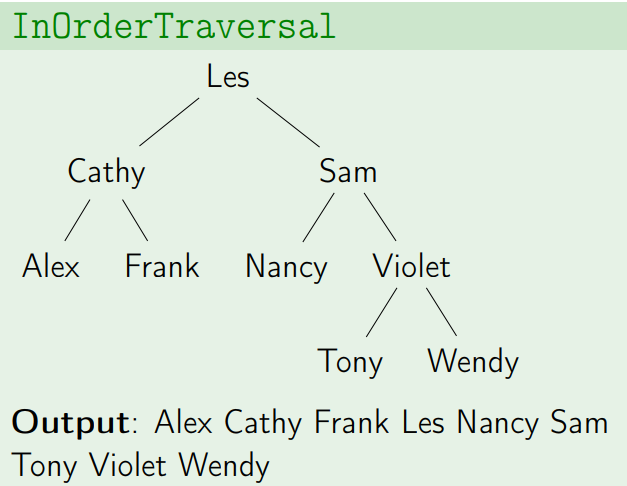 InOrderTraversal
Les
Cathy Sam
Alex Frank Nancy Violet
Tony Wendy
Output: Alex Cathy Frank Les Nancy Sam
Tony Violet Wendy